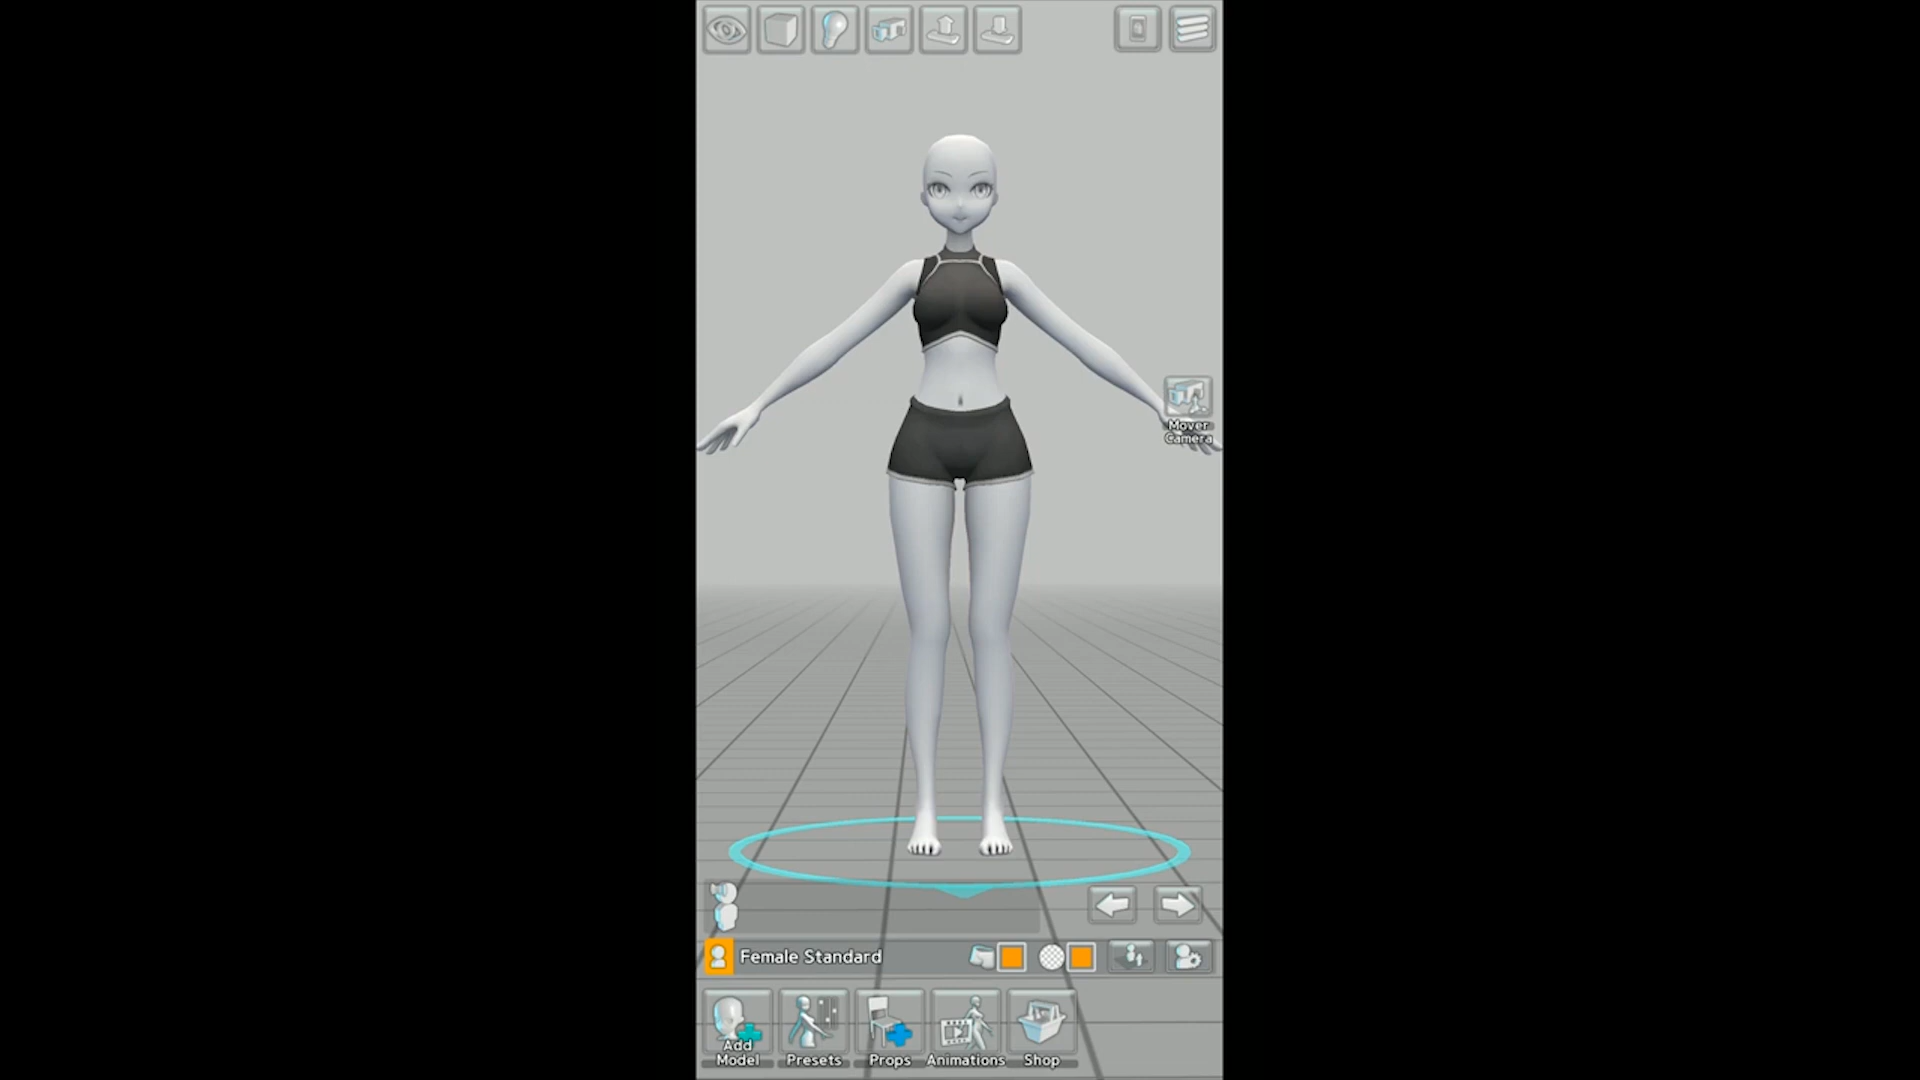 Mover
Camera
Female Standard
Add
Model
Presets
Props
Animations
Shop